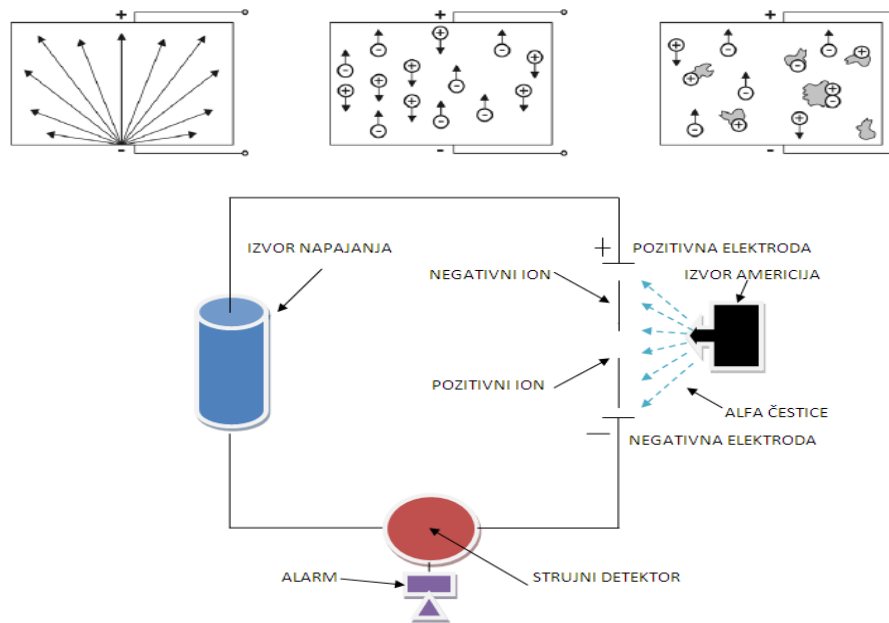 +
+
+
-
-
-
IZVOR NAPAJANJA
+
POZITIVNA ELEKTRODA
NEGATIVNI ION
IZVOR AMERICIJA
POZITIVNI ION
ALFA ČESTICE
—
NEGATIVNA ELEKTRODA
ALARM
STRUJNI DETEKTOR